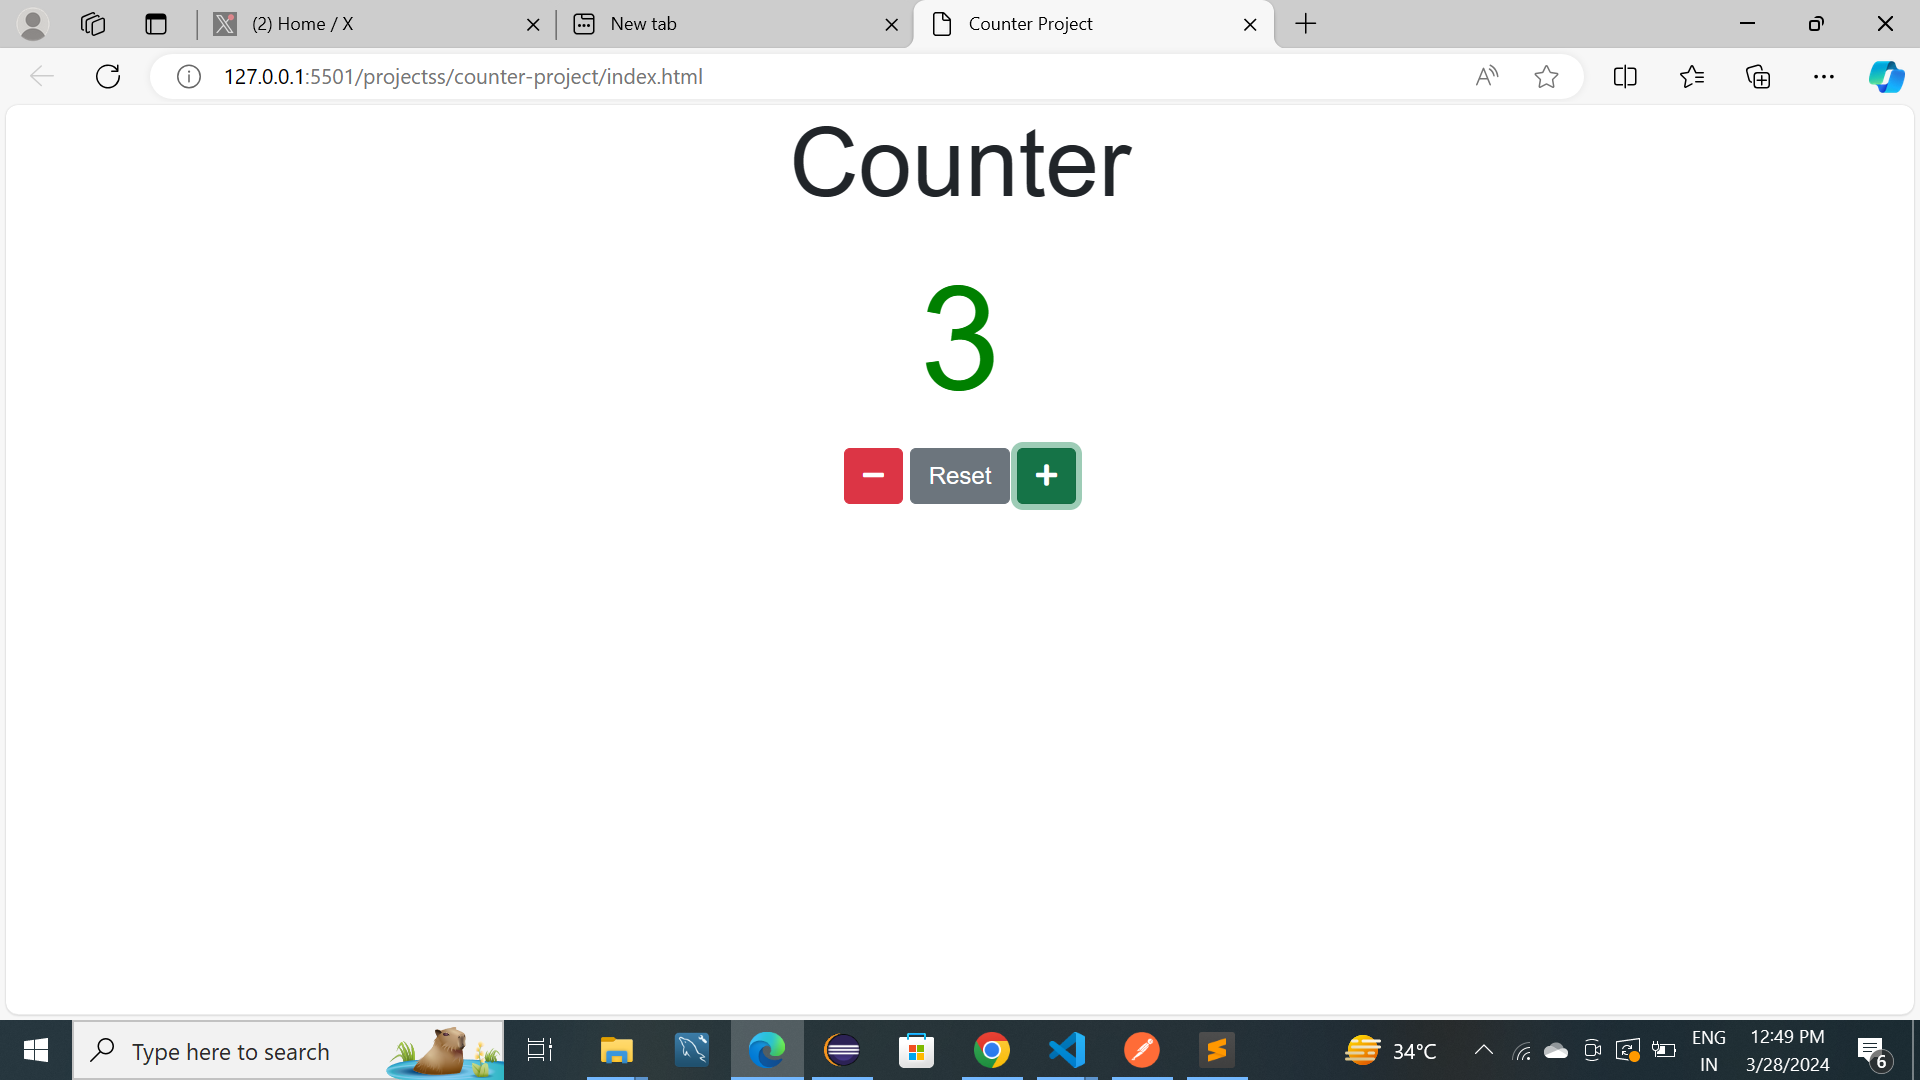 (2) Home / X
New tab
Counter Project
127.0.0.1:5501/projectss/counter-project/index.html
Counter
3
Reset
Type here to search
34°C
ENG
IN
12:49 PM
3/28/2024
6